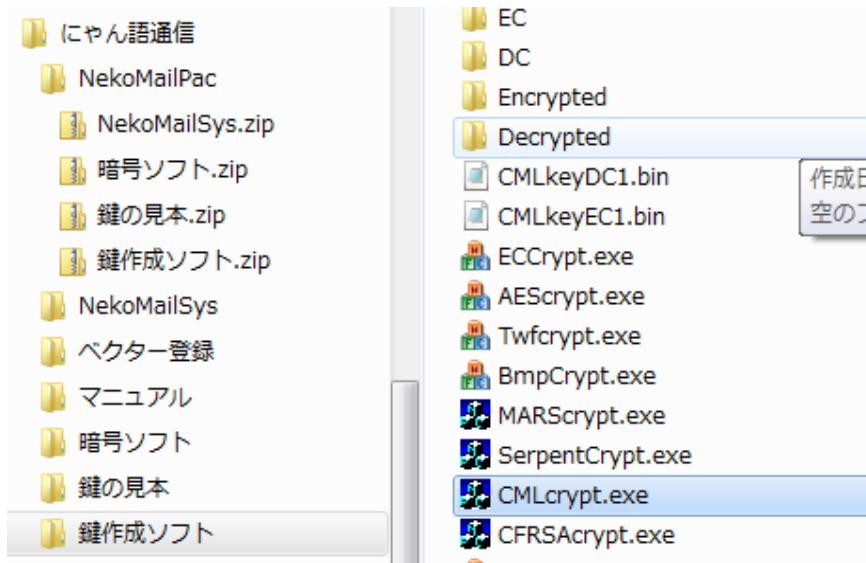 にゃん語通信
NekoMailPac
NekoMailSys.zip
暗号ソフト.zip
鍵の見本.zip
鍵作成ソフト.zip
NekoMailSys
ベクター登録
マニュアル
暗号ソフト
鍵の見本
鍵作成ソフト
EC
DC
Encrypted
Decrypted
CMLkeyDC1.bin
CMLkeyEC1.bin
ECCrypt.exe
AEScrypt.exe
Twfcrypt.exe
BmpCrypt.exe
MARScrypt.exe
SerpentCrypt.exe
CMLcrypt.exe
CFRSAcrypt.exe
作成日
空のフ